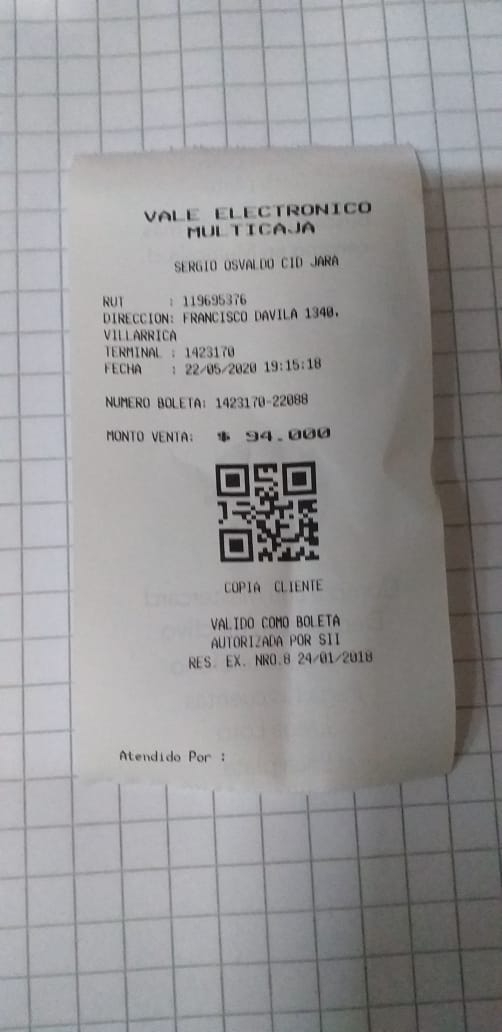 VALE ELECTRONICO
MULTICAJA
SERGIO OSVALDO CID JARA
RUT : 119695376
DIRECCION: FRANCISCO DAVILA 1340,
VILLARRICA
TERMINAL : 1423170
FECHA : 22/05/2020 19:15:18
NUMERO BOLETA: 1423170-22088
MONTO VENTA: $ 94.000
COPIA CLIENTE
VALIDO COMO BOLETA
AUTORIZADA POR SII
RES. EX. NRO.8 24/01/2018
Atendido Por :